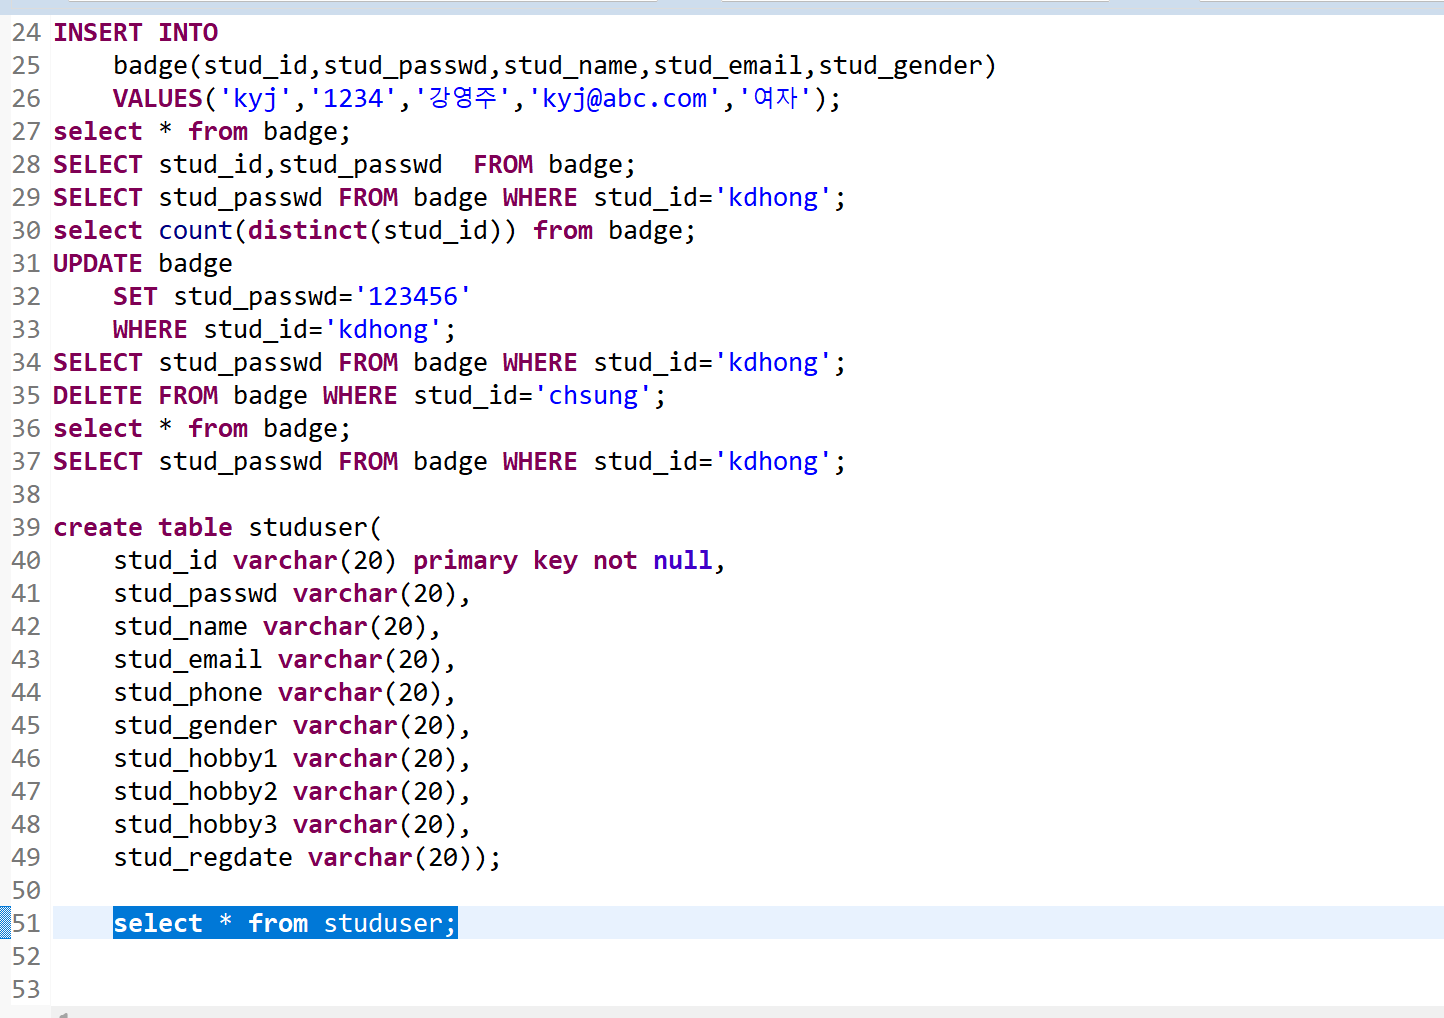 24 INSERT INTO
25     badge(stud_id,stud_passwd,stud_name,stud_email,stud_gender)
26     VALUES('kyj','1234','강영주','kyj@abc.com','여자');
27 select * from badge;
28 SELECT stud_id,stud_passwd  FROM badge;
29 SELECT stud_passwd FROM badge WHERE stud_id='kdhong';
30 select count(distinct(stud_id)) from badge;
31 UPDATE badge
32     SET stud_passwd='123456'
33     WHERE stud_id='kdhong';
34 SELECT stud_passwd FROM badge WHERE stud_id='kdhong';
35 DELETE FROM badge WHERE stud_id='chsung';
36 select * from badge;
37 SELECT stud_passwd FROM badge WHERE stud_id='kdhong';
38
39 create table studuser(
40     stud_id varchar(20) primary key not null,
41     stud_passwd varchar(20),
42     stud_name varchar(20),
43     stud_email varchar(20),
44     stud_phone varchar(20),
45     stud_gender varchar(20),
46     stud_hobby1 varchar(20),
47     stud_hobby2 varchar(20),
48     stud_hobby3 varchar(20),
49     stud_regdate varchar(20));
50
51     select * from studuser;
52
53